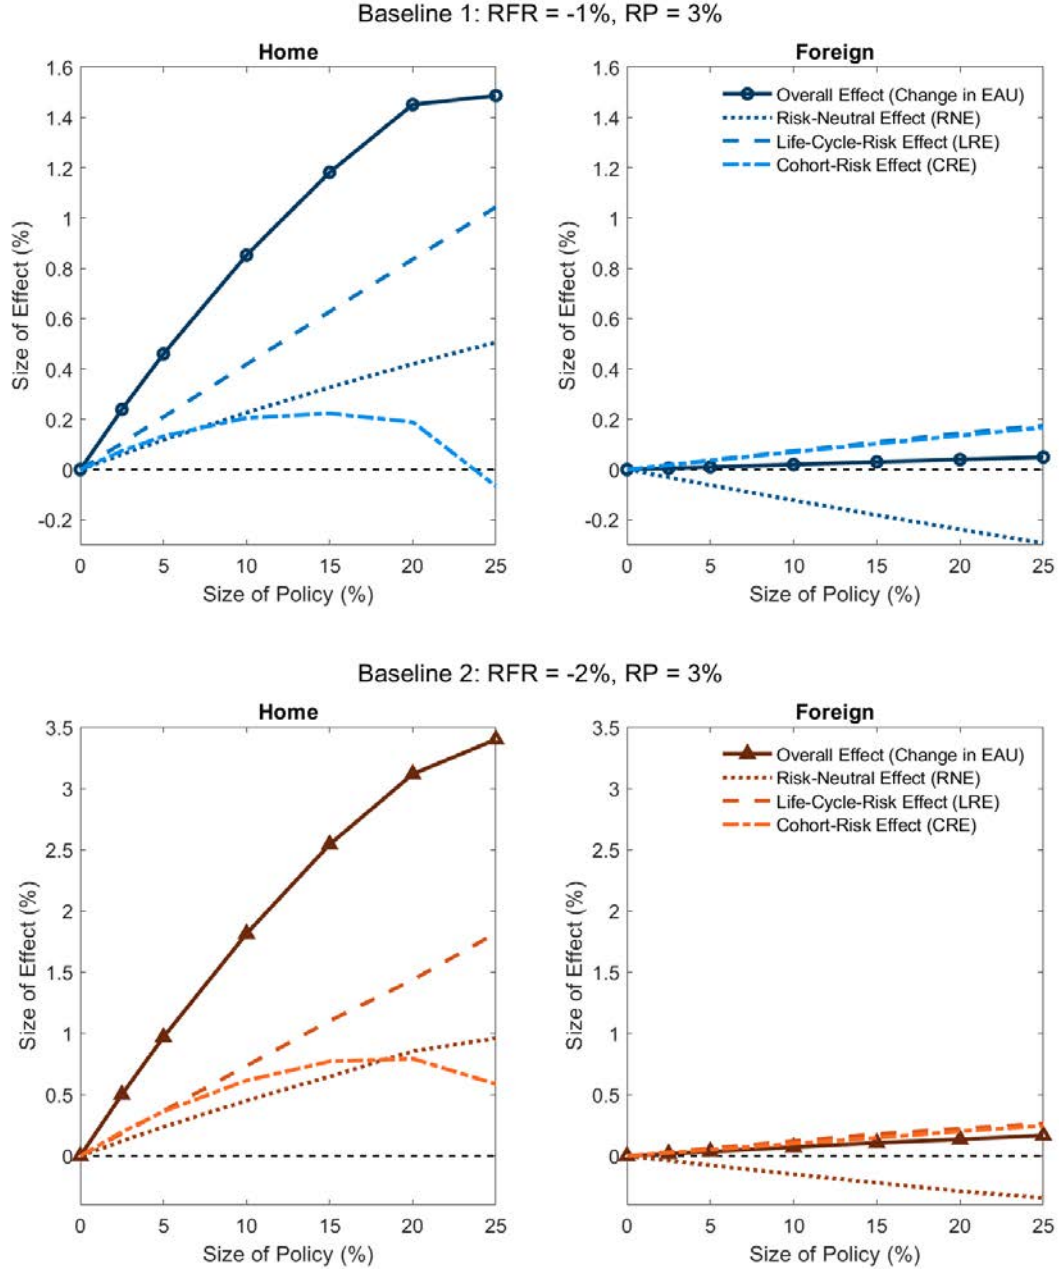 Baseline 1: RFR = -1%, RP = 3%
Home
Size of Effect (%)
1.6
1.4
1.2
1
0.8
0.6
0.4
0.2
0
-0.2
0 5 10 15 20 25
Size of Policy (%)
Foreign
Size of Effect (%)
1.6
1.4
1.2
1
0.8
0.6
0.4
0.2
0
-0.2
Overall Effect (Change in EAU)
Risk-Neutral Effect (RNE)
Life-Cycle-Risk Effect (LRE)
Cohort-Risk Effect (CRE)
0 5 10 15 20 25
Size of Policy (%)
Baseline 2: RFR = -2%, RP = 3%
Home
Size of Effect (%)
3.5
3
2.5
2
1.5
1
0.5
0
0 5 10 15 20 25
Size of Policy (%)
Foreign
Size of Effect (%)
3.5
3
2.5
2
1.5
1
0.5
0
Overall Effect (Change in EAU)
Risk-Neutral Effect (RNE)
Life-Cycle-Risk Effect (LRE)
Cohort-Risk Effect (CRE)
0 5 10 15 20 25
Size of Policy (%)